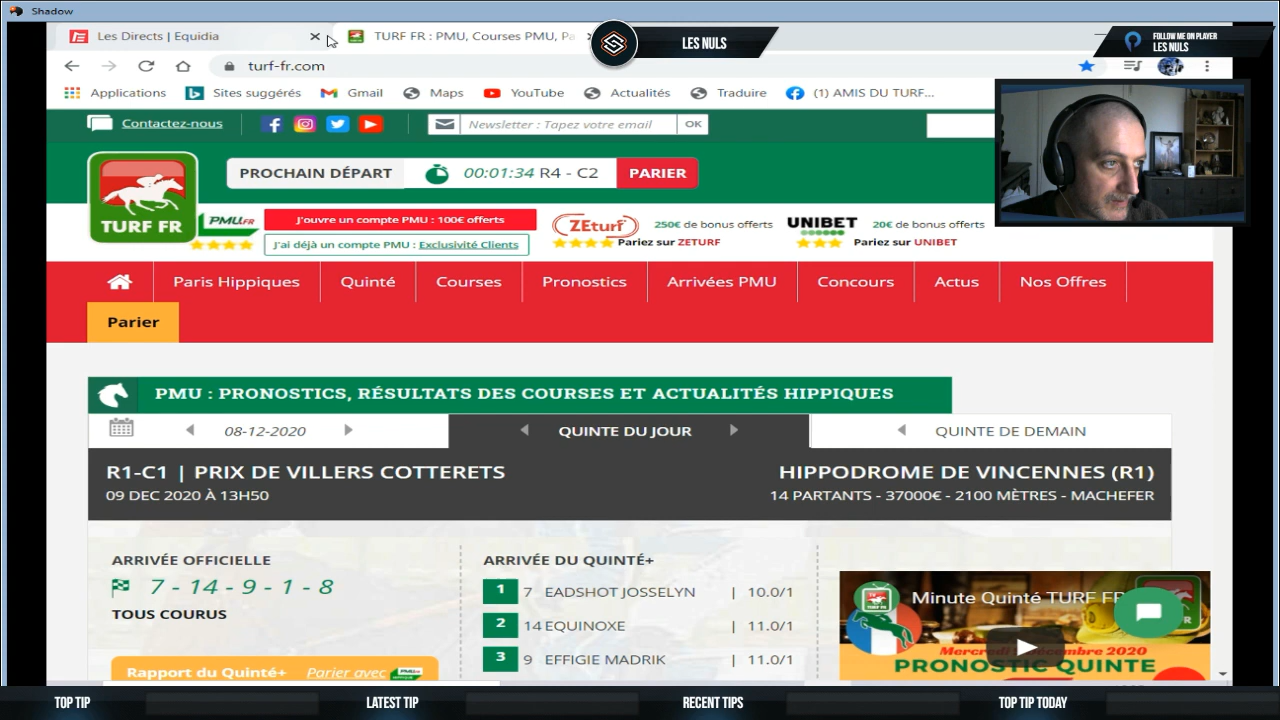 Shadow
Les Directs | Equidia
TURF FR : PMU, Courses PMU, Pa
LES NULS
FOLLOW ME ON PLAYER
LES NULS
turf-fr.com
Applications
Sites suggérés
Gmail
Maps
YouTube
Actualités
Traduire
(1) AMIS DU TURF...
Contactez-nous
Newsletter : Tapez votre email
OK
PROCHAIN DÉPART
00:01:34 R4 - C2
PARIER
TURF FR
PMU.FR
J'ouvre un compte PMU : 100€ offerts
J'ai déjà un compte PMU : Exclusivité Clients
ZEturf
250€ de bonus offerts
Pariez sur ZETURF
UNIBET
20€ de bonus offerts
Pariez sur UNIBET
Paris Hippiques
Quinté
Courses
Pronostics
Arrivées PMU
Concours
Actus
Nos Offres
Parier
PMU : PRONOSTICS, RÉSULTATS DES COURSES ET ACTUALITÉS HIPPIQUES
08-12-2020
QUINTE DU JOUR
QUINTE DE DEMAIN
R1-C1 | PRIX DE VILLERS COTTERETS
HIPPODROME DE VINCENNES (R1)
09 DEC 2020 À 13H50
14 PARTANTS - 37000€ - 2100 MÈTRES - MACHEFER
ARRIVÉE OFFICIELLE
7 - 14 - 9 - 1 - 8
TOUS COURUS
Rapport du Quinté+ Parier avec
ARRIVÉE DU QUINTÉ+
1 7 EADSHOT JOSSELYN | 10.0/1
2 14 EQUINOXE | 11.0/1
3 9 EFFIGIE MADRIK | 11.0/1
TURF FR
Minute Quinté TURF FR
Mercredi
2020
PRONOSTIC QUINTE
TOP TIP
LATEST TIP
RECENT TIPS
TOP TIP TODAY